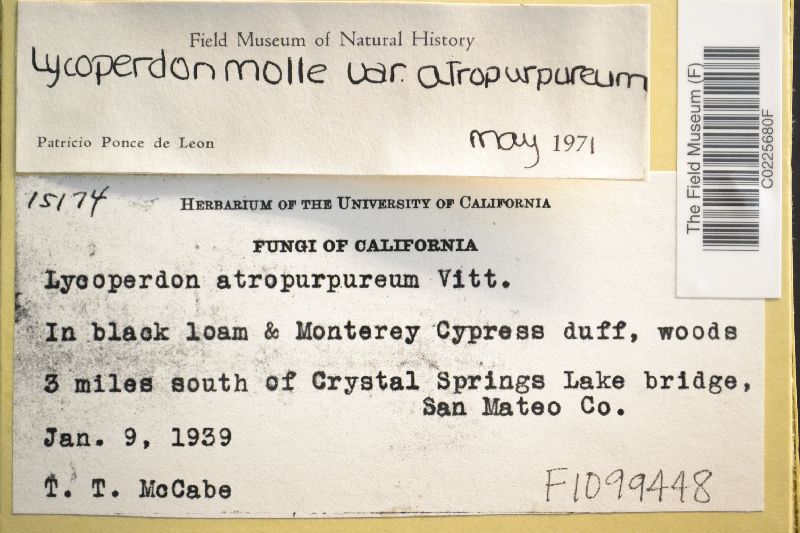 Field Museum of Natural History
Lycoperdon molle var. atropurpureum
Patricio Ponce de Leon
may 1971
The Field Museum (F)
C0225680F
15174
HERBARIUM OF THE UNIVERSITY OF CALIFORNIA
FUNGI OF CALIFORNIA
Lycoperdon atropurpureum Vitt.
In black loam & Monterey Cypress duff, woods
3 miles south of Crystal Springs Lake bridge,
San Mateo Co.
Jan. 9, 1939
T. T. McCabe
F1099448